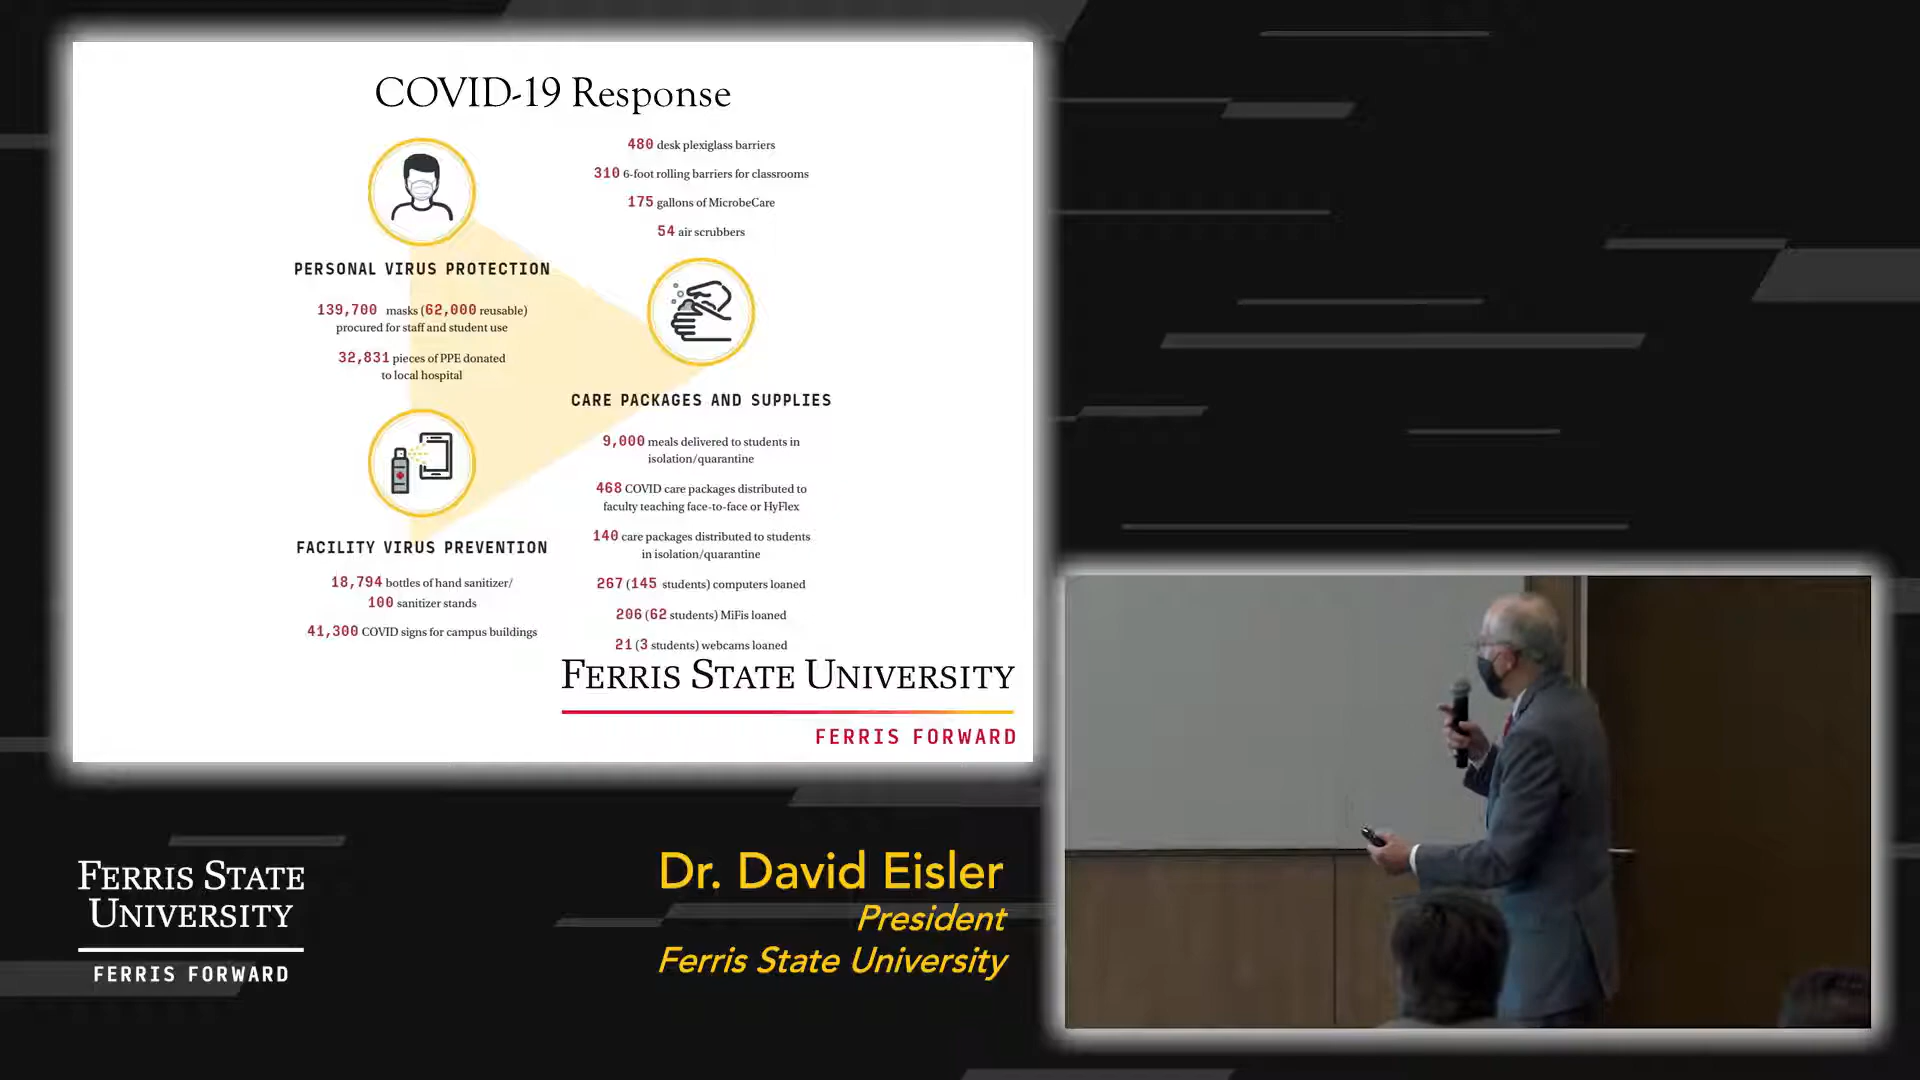 COVID-19 Response
PERSONAL VIRUS PROTECTION
139,700 masks (62,000 reusable)
procured for staff and student use
32,831 pieces of PPE donated
to local hospital
FACILITY VIRUS PREVENTION
18,794 bottles of hand sanitizer/
100 sanitizer stands
41,300 COVID signs for campus buildings
480 desk plexiglass barriers
310 6-foot rolling barriers for classrooms
175 gallons of MicrobeCare
54 air scrubbers
CARE PACKAGES AND SUPPLIES
9,000 meals delivered to students in
isolation/quarantine
468 COVID care packages distributed to
faculty teaching face-to-face or HyFlex
140 care packages distributed to students
in isolation/quarantine
267 (145 students) computers loaned
206 (62 students) MiFis loaned
21 (3 students) webcams loaned
FERRIS STATE UNIVERSITY
FERRIS FORWARD
FERRIS STATE
UNIVERSITY
FERRIS FORWARD
Dr. David Eisler
President
Ferris State University